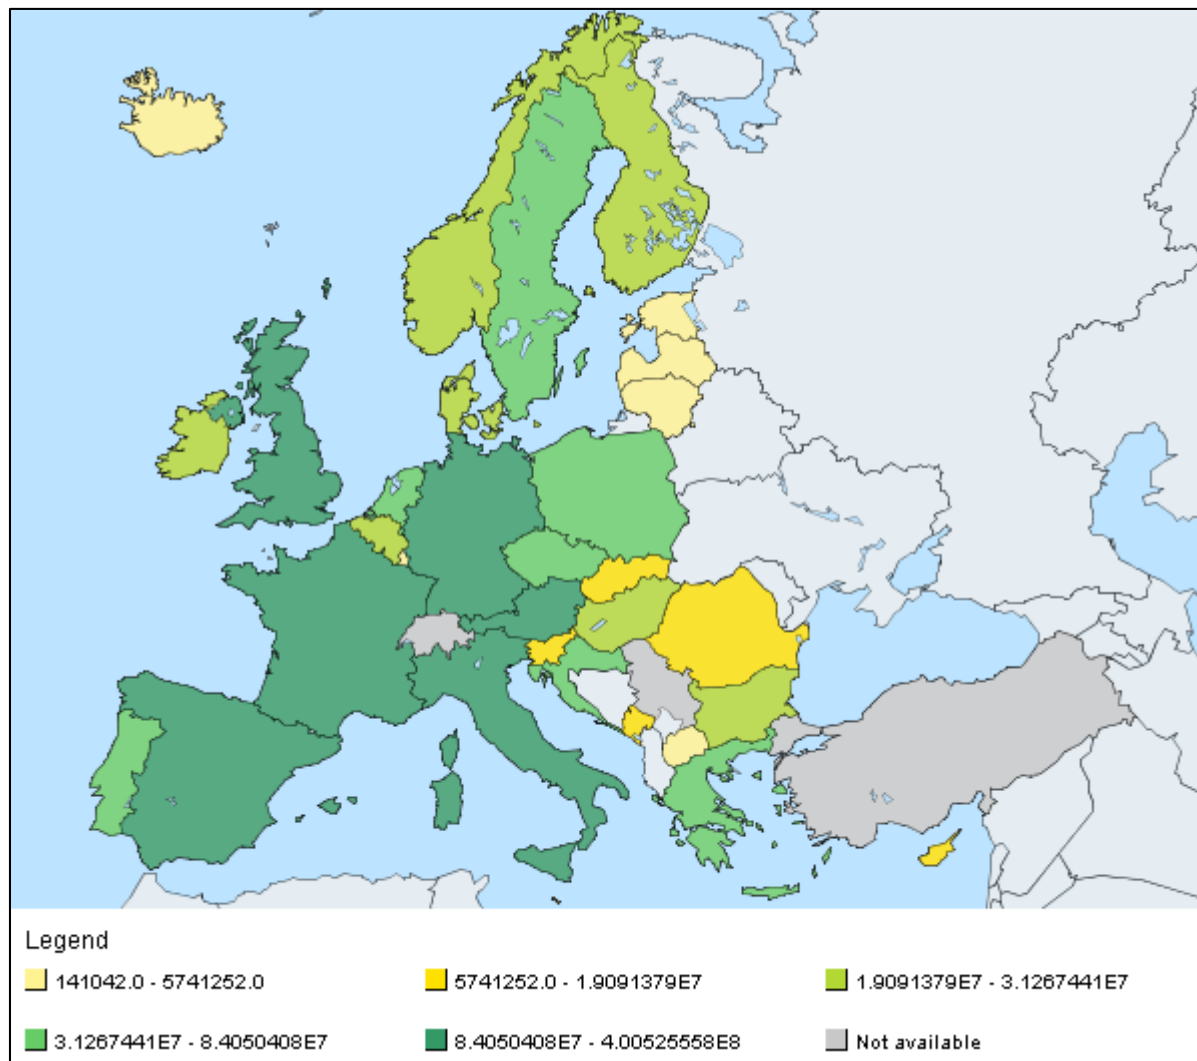 Legend
141042.0 - 5741252.0
5741252.0 - 1.9091379E7
1.9091379E7 - 3.1267441E7
3.1267441E7 - 8.4050408E7
8.4050408E7 - 4.00525558E8
Not available